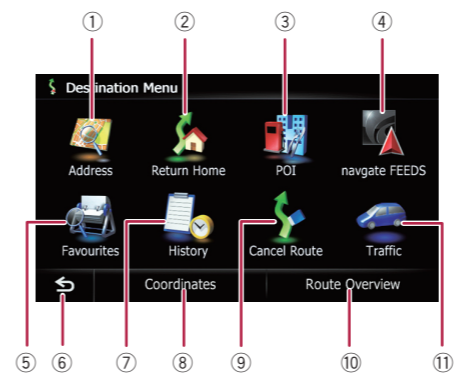 ① ② ③ ④
Destination Menu
Address Return Home POI navgate FEEDS
Favourites History Cancel Route Traffic
Coordinates Route Overview
⑤ ⑥ ⑦ ⑧ ⑨ ⑩ ⑪